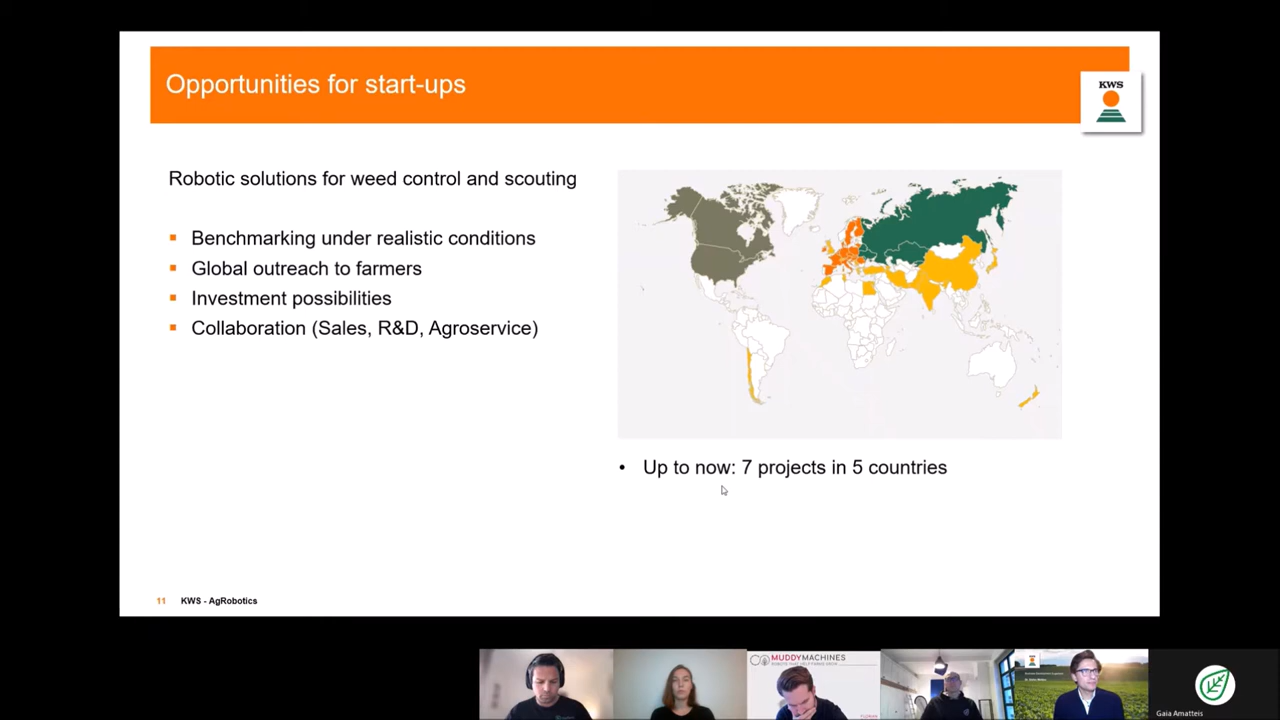 Opportunities for start-ups
KWS
Robotic solutions for weed control and scouting
Benchmarking under realistic conditions
Global outreach to farmers
Investment possibilities
Collaboration (Sales, R&D, Agroservice)
• Up to now: 7 projects in 5 countries
11 KWS - AgRobotics
MUDDYMACHINES
Gaia Amatteis